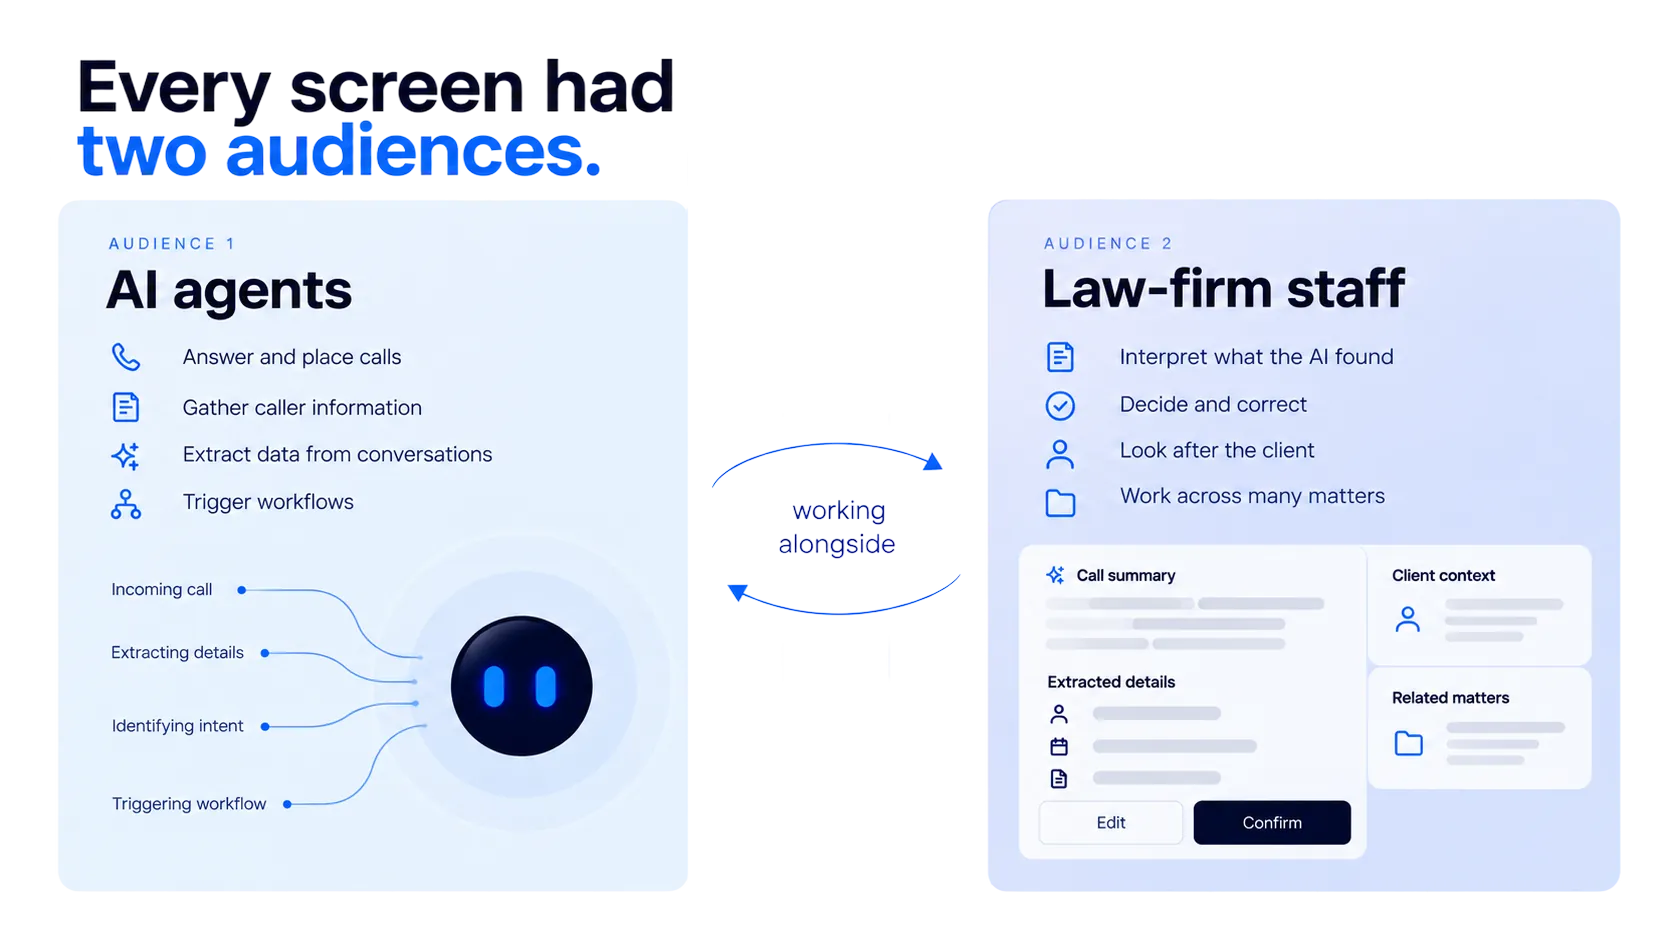 Every screen had
two audiences.
AUDIENCE 1
AI agents
Answer and place calls
Gather caller information
Extract data from conversations
Trigger workflows
Incoming call
Extracting details
Identifying intent
Triggering workflow
working
alongside
AUDIENCE 2
Law-firm staff
Interpret what the AI found
Decide and correct
Look after the client
Work across many matters
Call summary
Extracted details
Edit
Confirm
Client context
Related matters